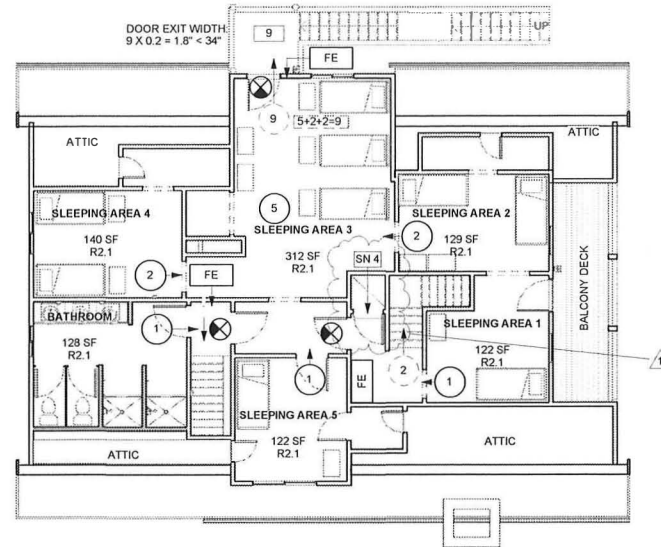 DOOR EXIT WIDTH:
9 X 0.2 = 1.8" < 34"
9
UP
FE
9
5+2+2=9
ATTIC
ATTIC
SLEEPING AREA 4
140 SF
R2.1
5
SLEEPING AREA 3
312 SF
R2.1
SLEEPING AREA 2
129 SF
R2.1
2
2
SN 4
FE
BALCONY DECK
BATHROOM
128 SF
R2.1
1
SLEEPING AREA 1
122 SF
R2.1
1
1
2
1
FE
SLEEPING AREA 5
122 SF
R2.1
ATTIC
ATTIC